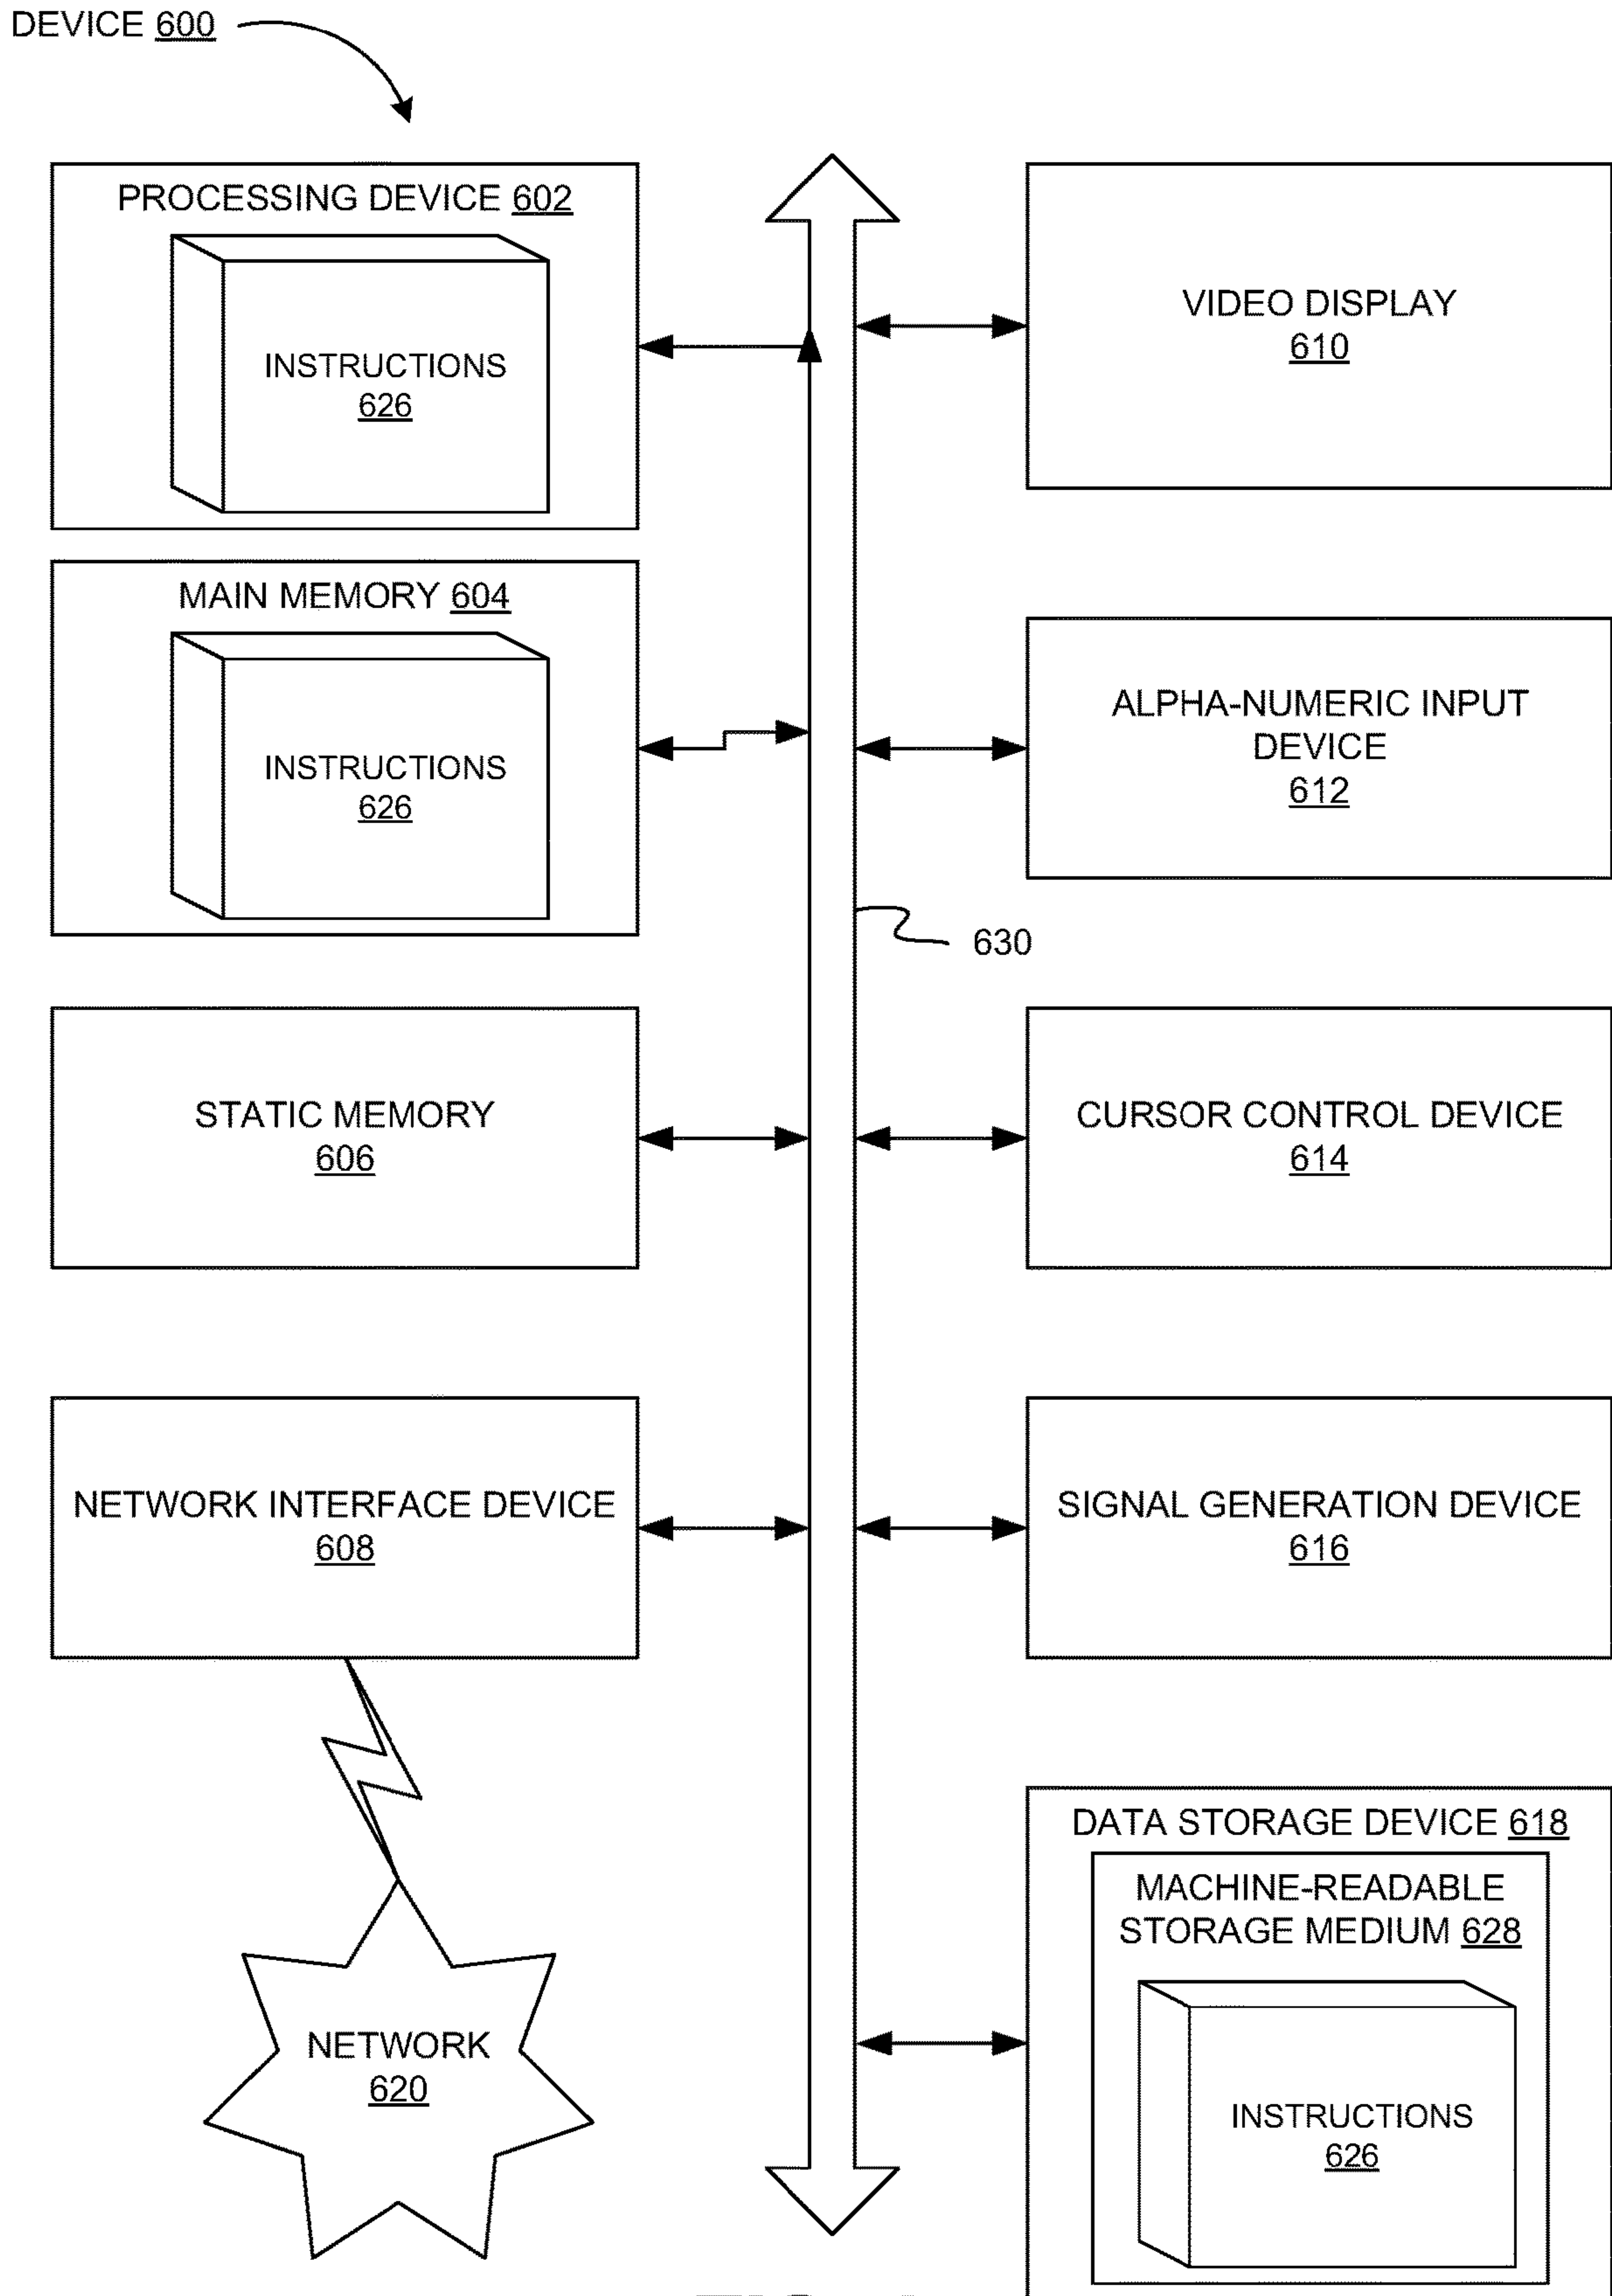 DEVICE 600
PROCESSING DEVICE 602
INSTRUCTIONS
626
MAIN MEMORY 604
INSTRUCTIONS
626
STATIC MEMORY
606
NETWORK INTERFACE DEVICE
608
NETWORK
620
VIDEO DISPLAY
610
ALPHA-NUMERIC INPUT
DEVICE
612
630
CURSOR CONTROL DEVICE
614
SIGNAL GENERATION DEVICE
616
DATA STORAGE DEVICE 618
MACHINE-READABLE
STORAGE MEDIUM 628
INSTRUCTIONS
626